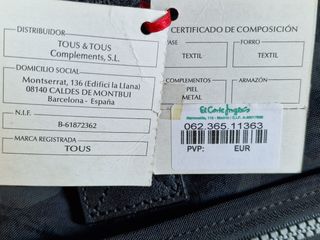 DISTRIBUIDOR
TOUS & TOUS
Complements, S.L.
DOMICILIO SOCIAL
Montserrat, 136 (Edifici la Llana)
08140 CALDES DE MONTBUI
Barcelona - España
N.I.F.
B-61872362
MARCA REGISTRADA
TOUS
CERTIFICADO DE COMPOSICIÓN
BASE
TEXTIL
FORRO
TEXTIL
COMPLEMENTOS
PIEL
METAL
ARMAZÓN
El Corte Inglés
062.365.11363
PVP:
EUR